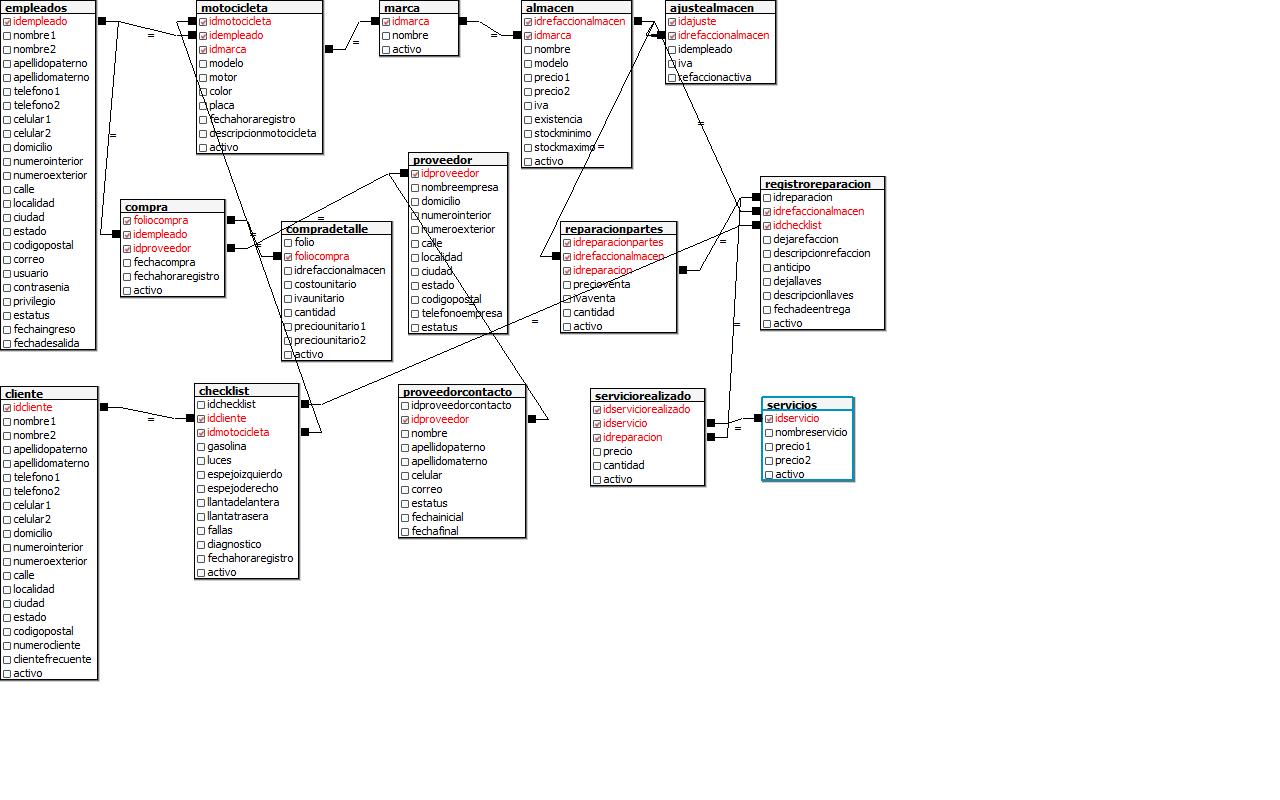 empleados
idempleado
nombre1
nombre2
apellidopaterno
apellidomaterno
telefono1
telefono2
celular1
celular2
domicilio
numerointerior
numeroexterior
calle
localidad
ciudad
estado
codigopostal
correo
usuario
contrasenia
privilegio
estatus
fechaingreso
fechadesalida
motocicleta
idmotocicleta
idempleado
idmarca
modelo
motor
color
placa
fechahoraregistro
descripcionmotocicleta
activo
marca
idmarca
nombre
activo
almacen
idrefaccionalmacen
idmarca
nombre
modelo
precio1
precio2
iva
existencia
stockminimo
stockmaximo
activo
ajustealmacen
idajuste
idrefaccionalmacen
idempleado
iva
refaccionactiva
compra
foliocompra
idempleado
idproveedor
fechacompra
fechahoraregistro
activo
compradetalle
folio
foliocompra
idrefaccionalmacen
costounitario
ivaunitario
cantidad
preciounitario1
preciounitario2
activo
proveedor
idproveedor
nombreempresa
domicilio
numerointerior
numeroexterior
calle
localidad
ciudad
estado
codigopostal
telefonoempresa
estatus
reparacionpartes
idreparacionpartes
idrefaccionalmacen
idreparacion
precioventa
ivaventa
cantidad
activo
registroreparacion
idreparacion
idrefaccionalmacen
idchecklist
dejarefaccion
descripcionrefaccion
anticipo
dejallaves
descripcionllaves
fechadeentrega
activo
cliente
idcliente
nombre1
nombre2
apellidopaterno
apellidomaterno
telefono1
telefono2
celular1
celular2
domicilio
numerointerior
numeroexterior
calle
localidad
ciudad
estado
codigopostal
numerocliente
clientefrecuente
activo
checklist
idchecklist
idcliente
idmotocicleta
gasolina
luces
espejoizquierdo
espejoderecho
llantadelantera
llantatrasera
fallas
diagnostico
fechahoraregistro
activo
proveedorcontacto
idproveedorcontacto
idproveedor
nombre
apellidopaterno
apellidomaterno
celular
correo
estatus
fechainicial
fechafinal
serviciorealizado
idserviciorealizado
idservicio
idreparacion
precio
cantidad
activo
servicios
idservicio
nombreservicio
precio1
precio2
activo